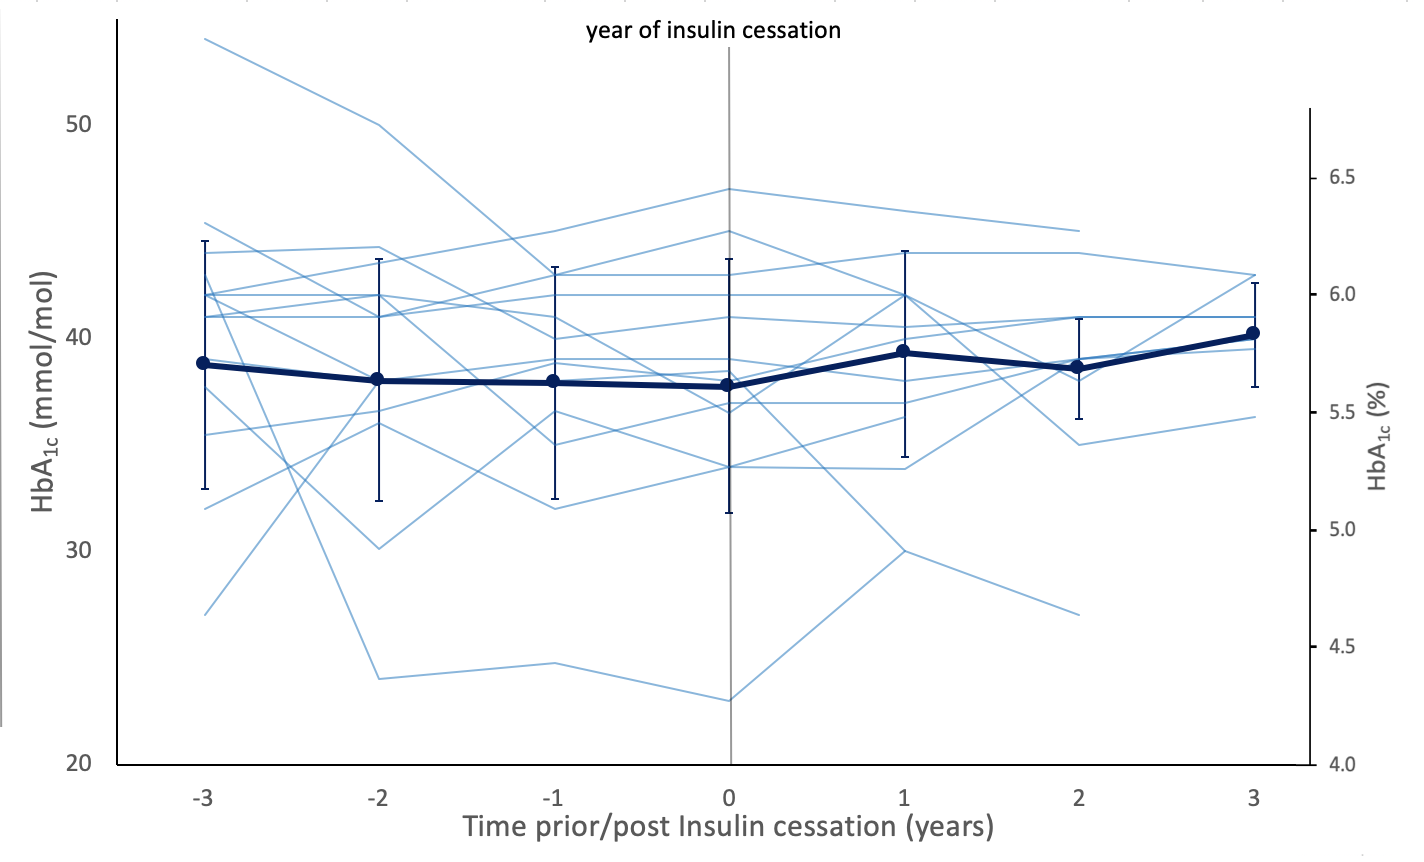 year of insulin cessation
50
40
30
20
HbA1c (mmol/mol)
6.5
6.0
5.5
5.0
4.5
4.0
HbA1c (%)
-3 -2 -1 0 1 2 3
Time prior/post Insulin cessation (years)